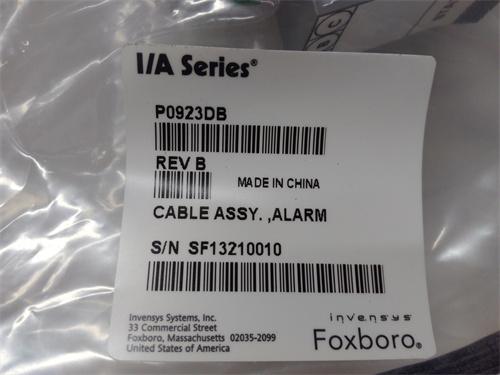 I/A Series®
P0923DB
REV B
MADE IN CHINA
CABLE ASSY. ,ALARM
S/N SF13210010
Invensys Systems, Inc.
33 Commercial Street
Foxboro, Massachusetts 02035-2099
United States of America
invensys
Foxboro®